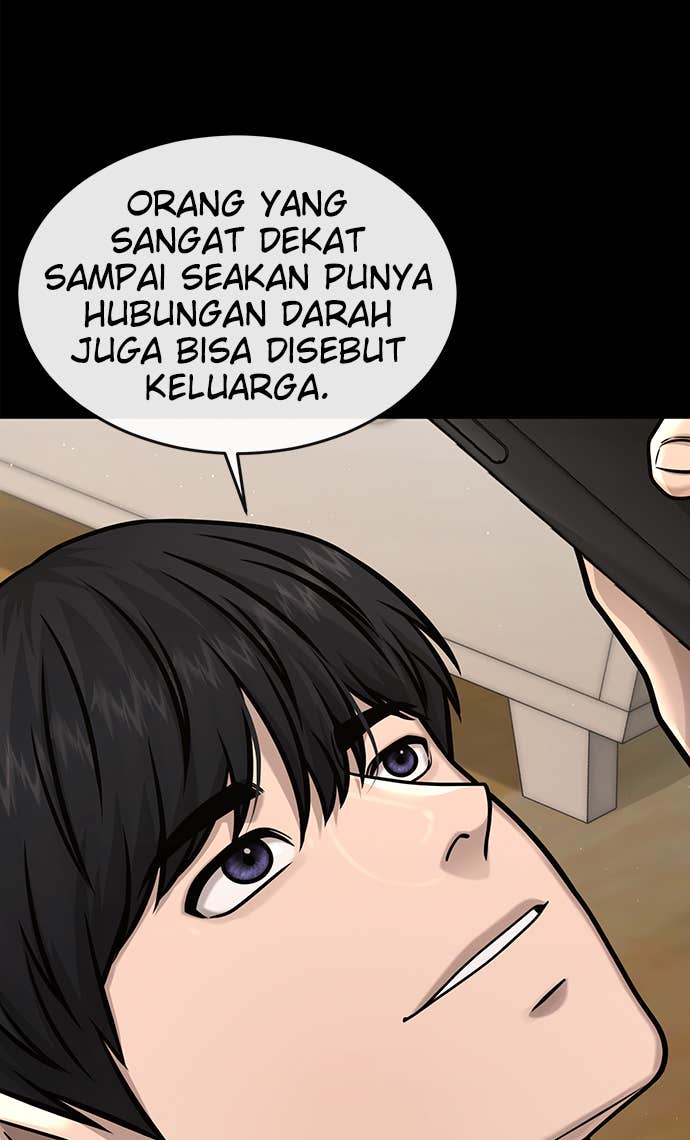 ORANG YANG
SANGAT DEKAT
SAMPAI SEAKAN PUNYA
HUBUNGAN DARAH
JUGA BISA DISEBUT
KELUARGA.